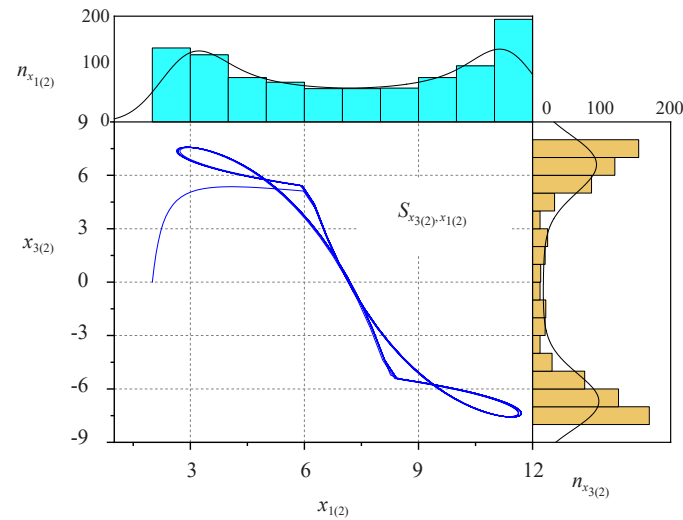 200
n_{x_{1(2)}}
100
0
9
0 100 200
6
S_{x_{3(2)},x_{1(2)}}
3
x_{3(2)}
0
-3
-6
-9
3 6 9 12
n_{x_{3(2)}}
x_{1(2)}